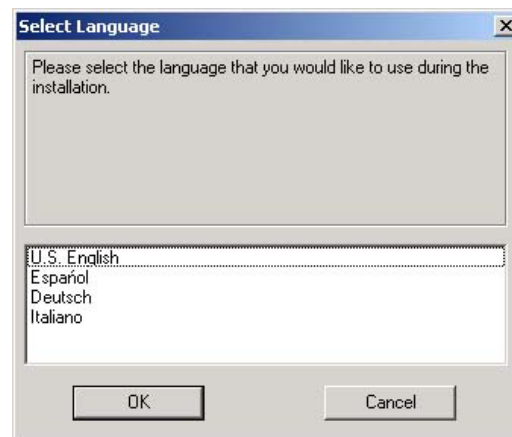 Select Language
Please select the language that you would like to use during the
installation.
U.S. English
Españoł
Deutsch
Italiano
OK
Cancel